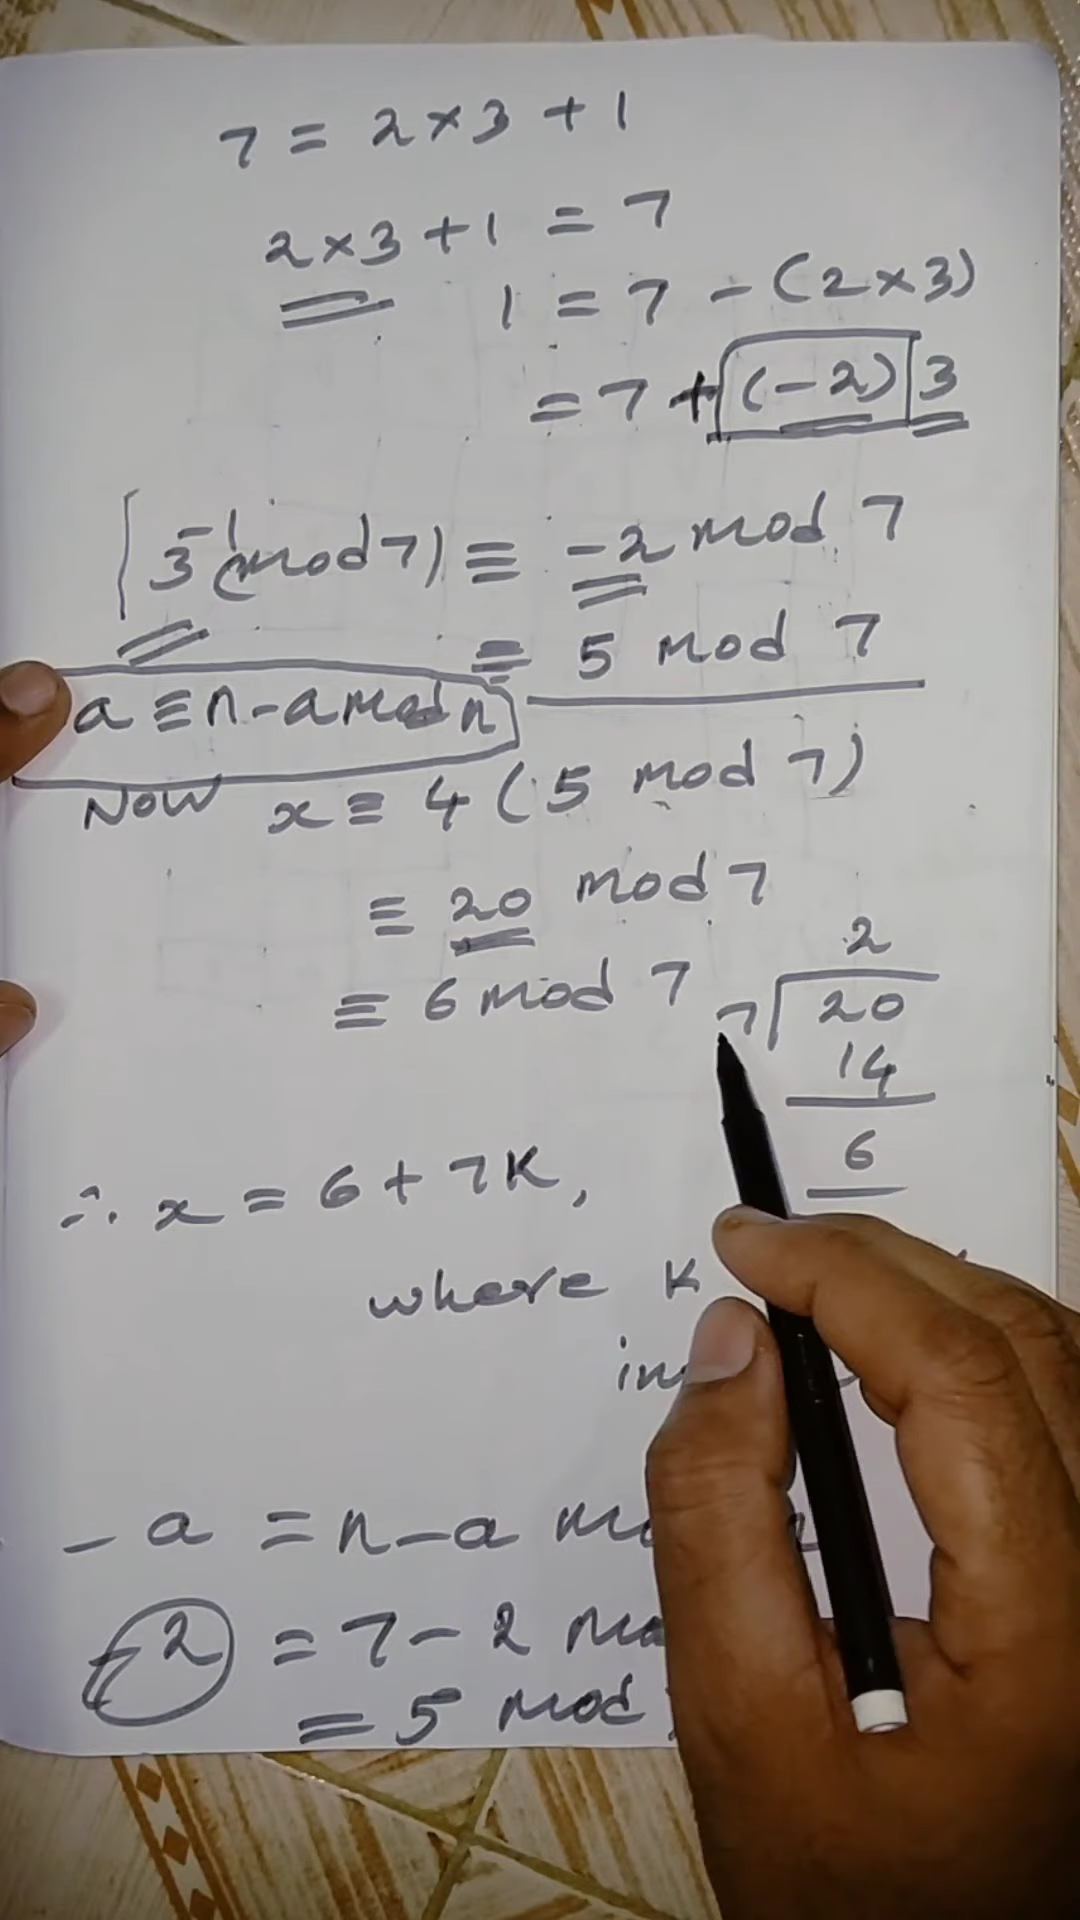 7 = 2 × 3 + 1
2 × 3 + 1 = 7
1 = 7 - (2 × 3)
= 7 + (-2) 3
3⁻¹ (mod 7) ≡ -2 mod 7
≡ 5 mod 7
a ≡ n - a mod n
NOW x ≡ 4 ( 5 mod 7 )
≡ 20 mod 7
≡ 6 mod 7
2
7 20
14
6
∴ x = 6 + 7K,
where K
- a = n - a
-2 = 7 - 2
= 5 mod